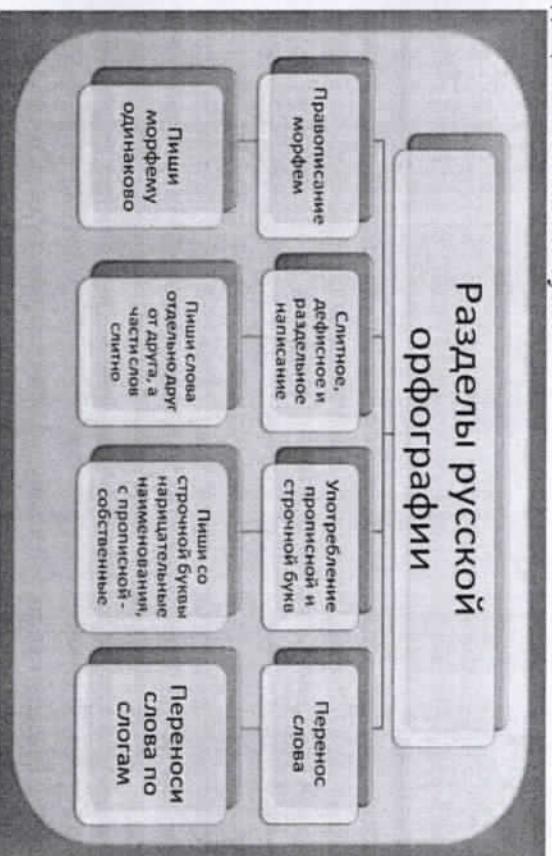 Разделы русской
орфографии
Правописание
морфем
Слитное,
дефисное и
раздельное
написание
Употребление
прописной и
строчной букв
Перенос
слова
Пиши
морфему
одинаково
Пиши слова
отдельно друг
от друга, а
части слов
слитно
Пиши со
строчной буквы
нарицательные
наименования,
с прописной -
собственные
Переноси
слова по
слогам